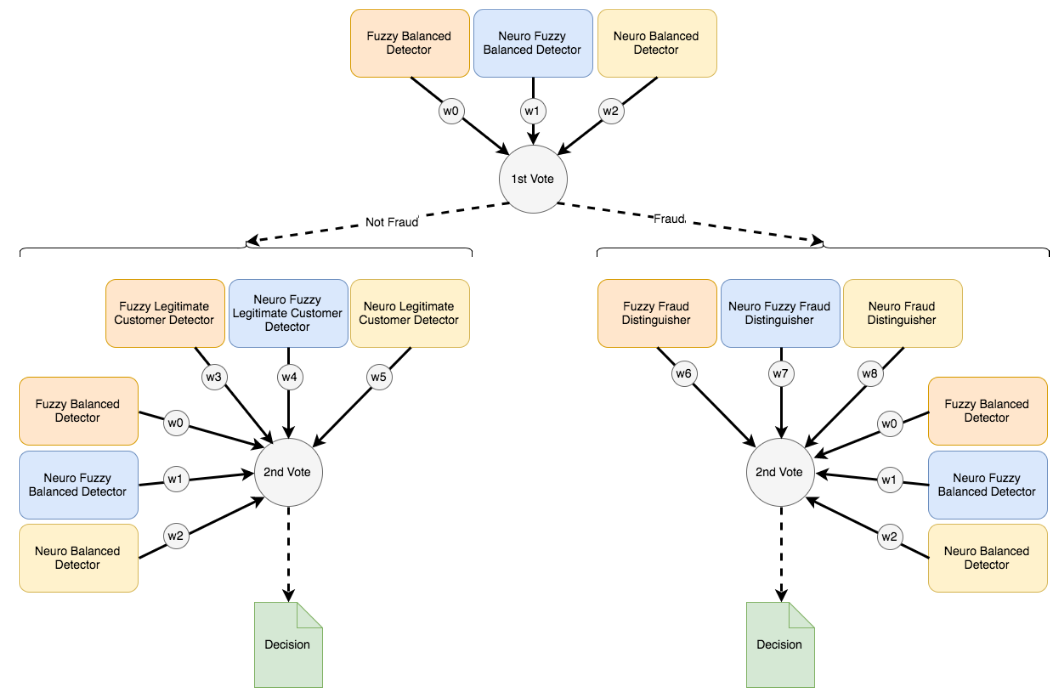 Fuzzy Balanced
Detector
Neuro Fuzzy
Balanced Detector
Neuro Balanced
Detector
w0
w1
w2
1st Vote
Not Fraud
Fraud
Fuzzy Legitimate
Customer Detector
Neuro Fuzzy
Legitimate Customer
Detector
Neuro Legitimate
Customer Detector
w3
w4
w5
Fuzzy Balanced
Detector
w0
Neuro Fuzzy
Balanced Detector
w1
2nd Vote
Neuro Balanced
Detector
w2
Decision
Fuzzy Fraud
Distinguisher
Neuro Fuzzy Fraud
Distinguisher
Neuro Fraud
Distinguisher
w6
w7
w8
Fuzzy Balanced
Detector
w0
2nd Vote
w1
Neuro Fuzzy
Balanced Detector
w2
Neuro Balanced
Detector
Decision